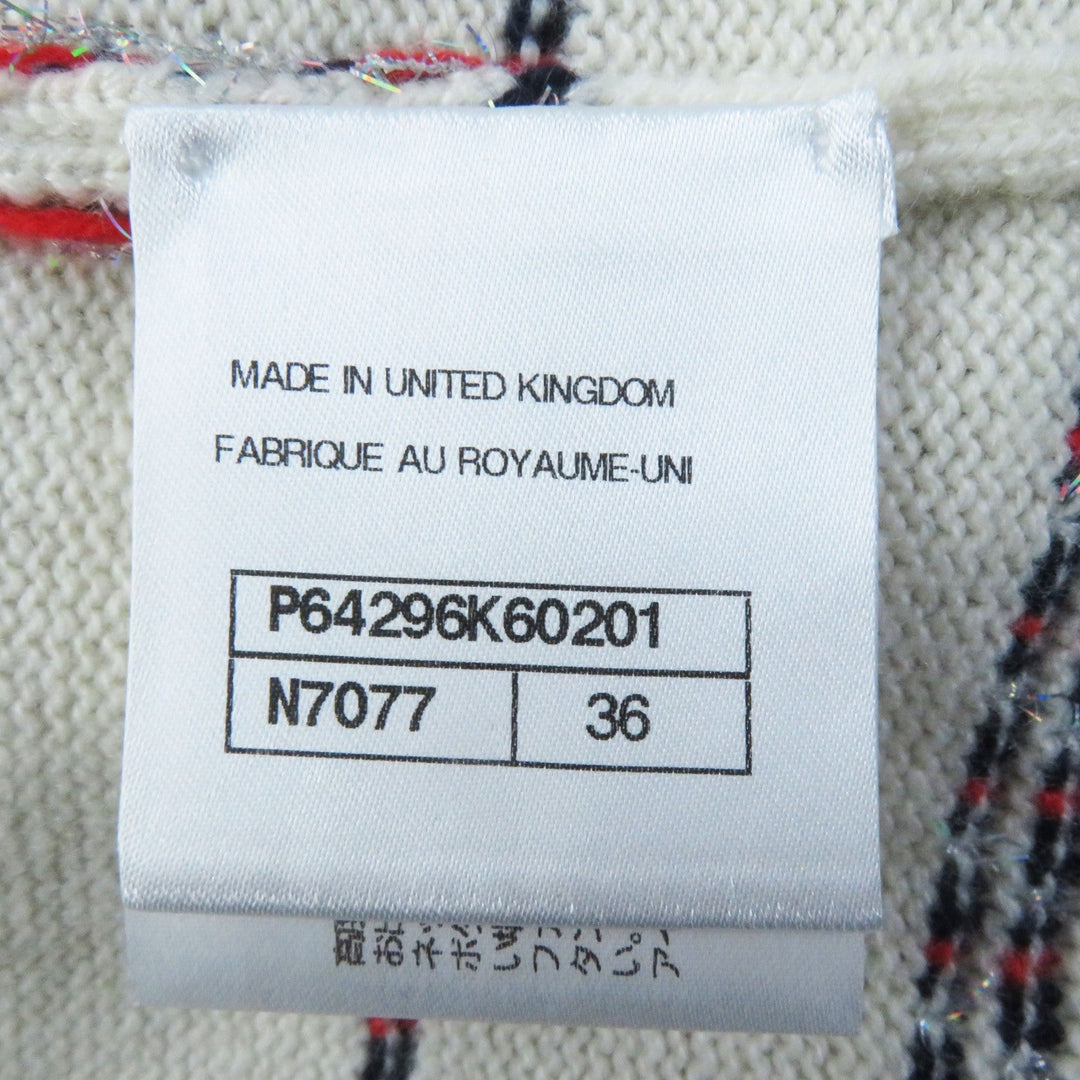 MADE IN UNITED KINGDOM
FABRIQUE AU ROYAUME-UNI
P64296K60201
N7077 36